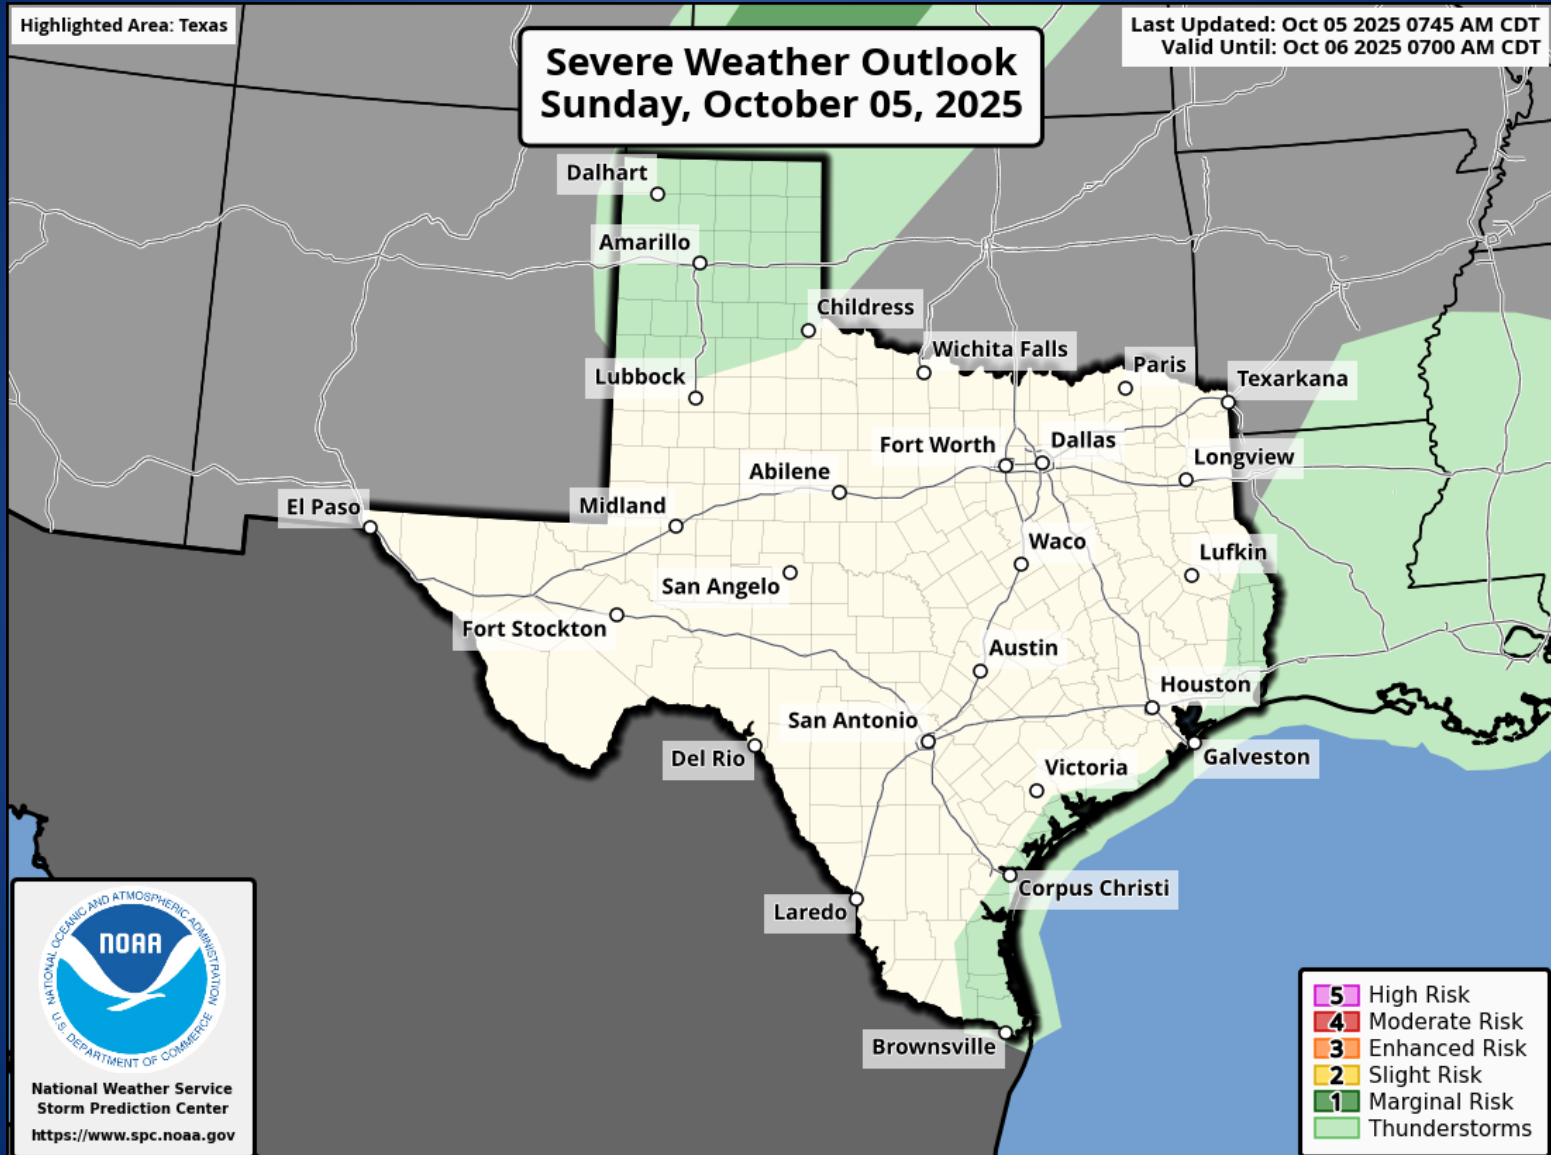 Highlighted Area: Texas
Severe Weather Outlook
Sunday, October 05, 2025
Last Updated: Oct 05 2025 0745 AM CDT
Valid Until: Oct 06 2025 0700 AM CDT
Dalhart
Amarillo
Childress
Wichita Falls
Paris
Texarkana
Lubbock
Fort Worth
Dallas
Longview
Abilene
El Paso
Midland
Waco
Lufkin
San Angelo
Fort Stockton
Austin
Houston
San Antonio
Del Rio
Galveston
Victoria
Corpus Christi
Laredo
Brownsville
NATIONAL OCEANIC AND ATMOSPHERIC ADMINISTRATION
NOAA
U.S. DEPARTMENT OF COMMERCE
National Weather Service
Storm Prediction Center
https://www.spc.noaa.gov
5 High Risk
4 Moderate Risk
3 Enhanced Risk
2 Slight Risk
1 Marginal Risk
Thunderstorms